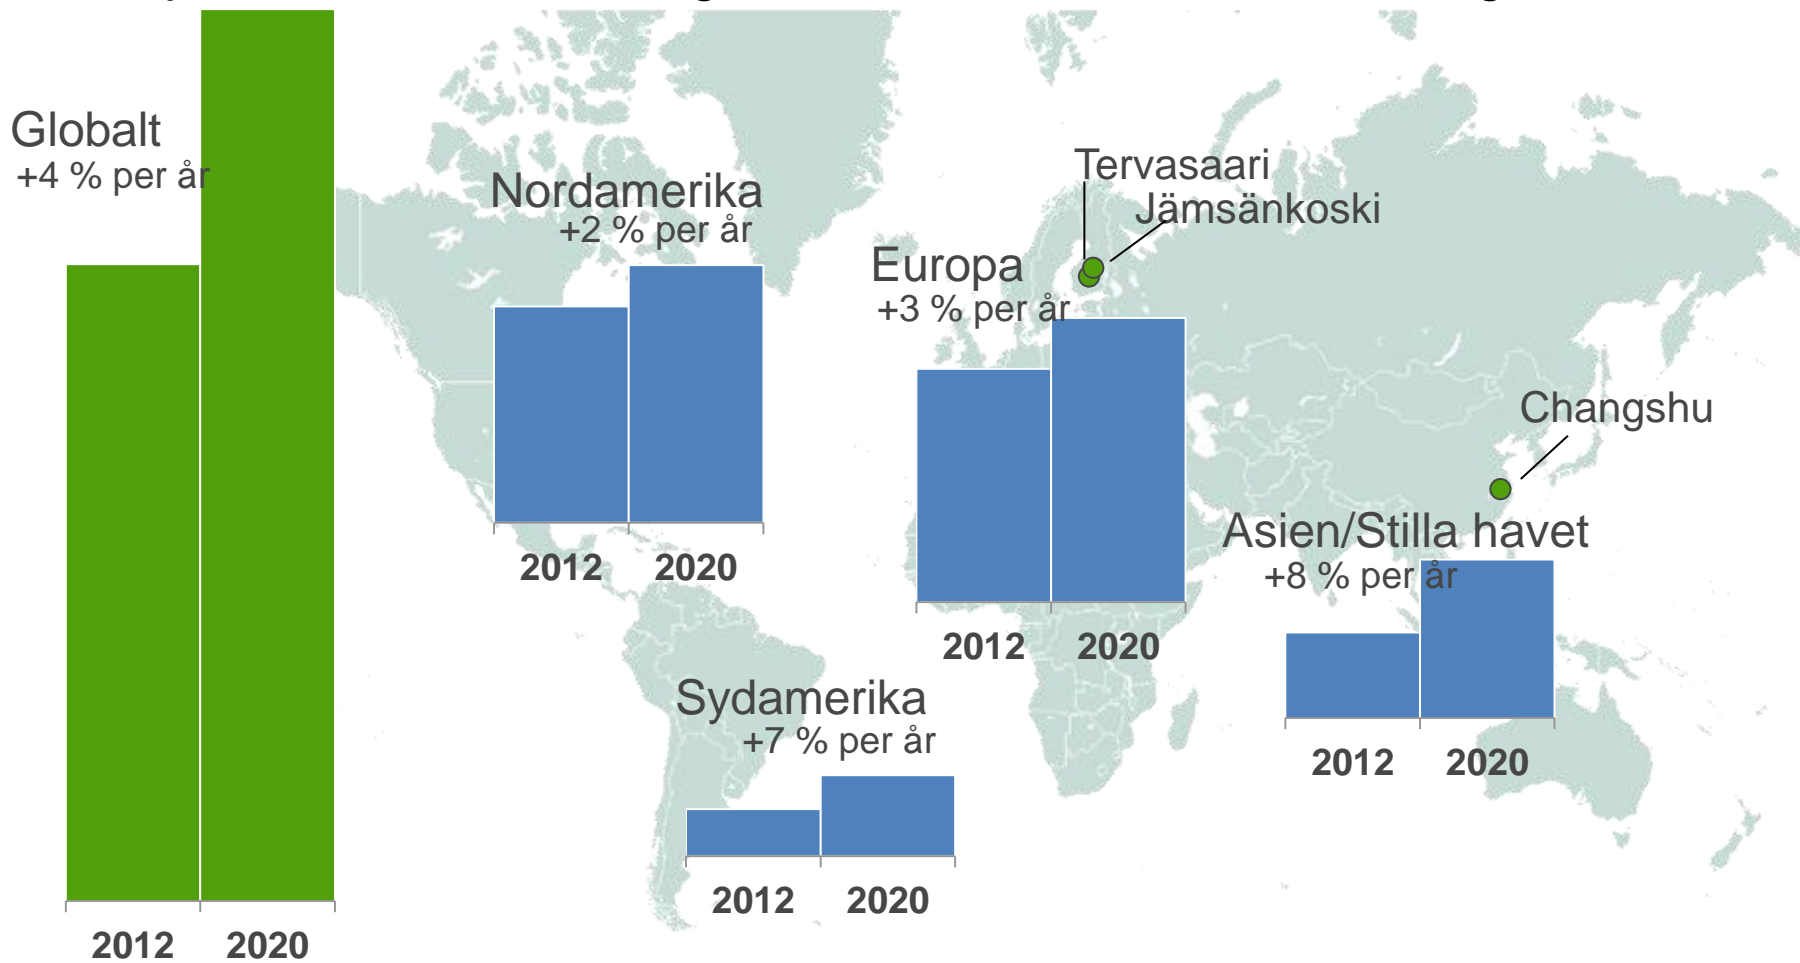 Globalt
+4 % per år
2012 2020
Nordamerika
+2 % per år
2012 2020
Sydamerika
+7 % per år
2012 2020
Europa
+3 % per år
2012 2020
Tervasaari
Jämsänkoski
Changshu
Asien/Stilla havet
+8 % per år
2012 2020